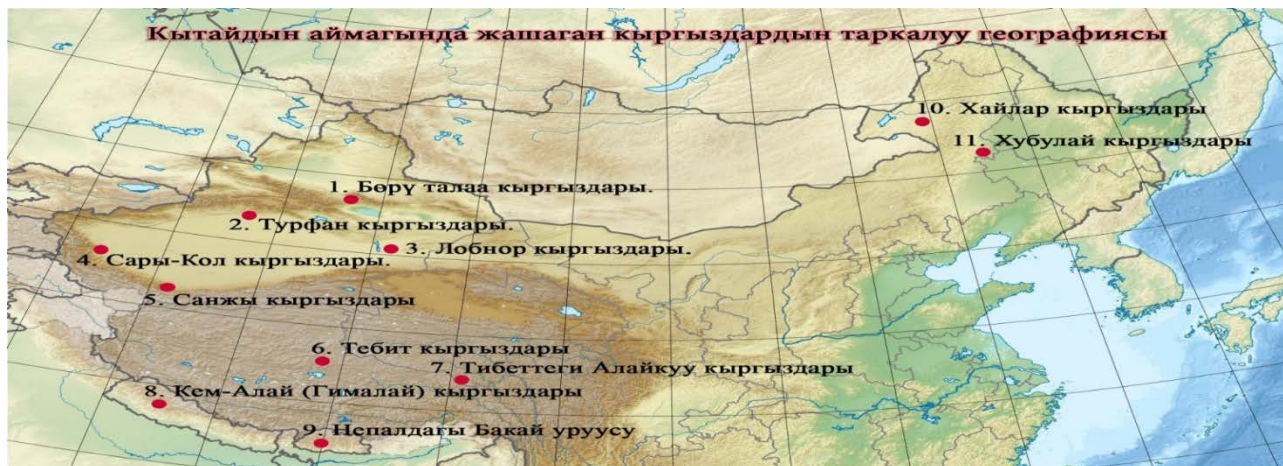 Кытайдын аймагында жашаган кыргыздардын таркалуу географиясы
10. Хайлар кыргыздары
11. Хубулай кыргыздары
1. Бөрү талаа кыргыздары.
2. Турфан кыргыздары.
3. Лобнор кыргыздары.
4. Сары-Кол кыргыздары.
5. Санжы кыргыздары
6. Тебит кыргыздары
7. Тибеттеги Алайкуу кыргыздары
8. Кем-Алай (Гималай) кыргыздары
9. Непалдагы Бакай уруусу